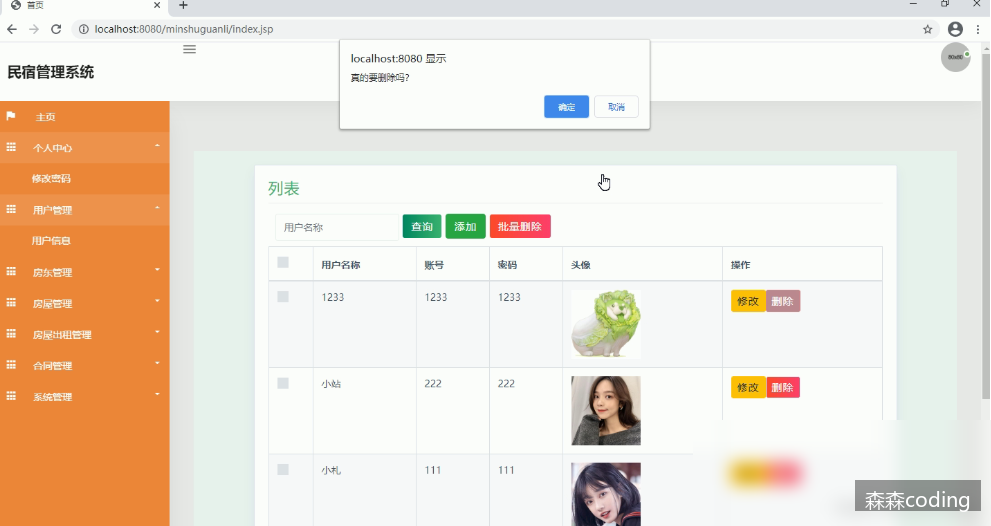 首页
localhost:8080/minshuguanli/index.jsp
民宿管理系统
localhost:8080 显示
真的要删除吗?
确定 取消
主页
个人中心
修改密码
用户管理
用户信息
房东管理
房屋管理
房屋出租管理
合同管理
系统管理
列表
用户名称 查询 添加 批量删除
用户名称 账号 密码 头像 操作
1233 1233 1233 修改 删除
小站 222 222 修改 删除
小札 111 111
森森coding